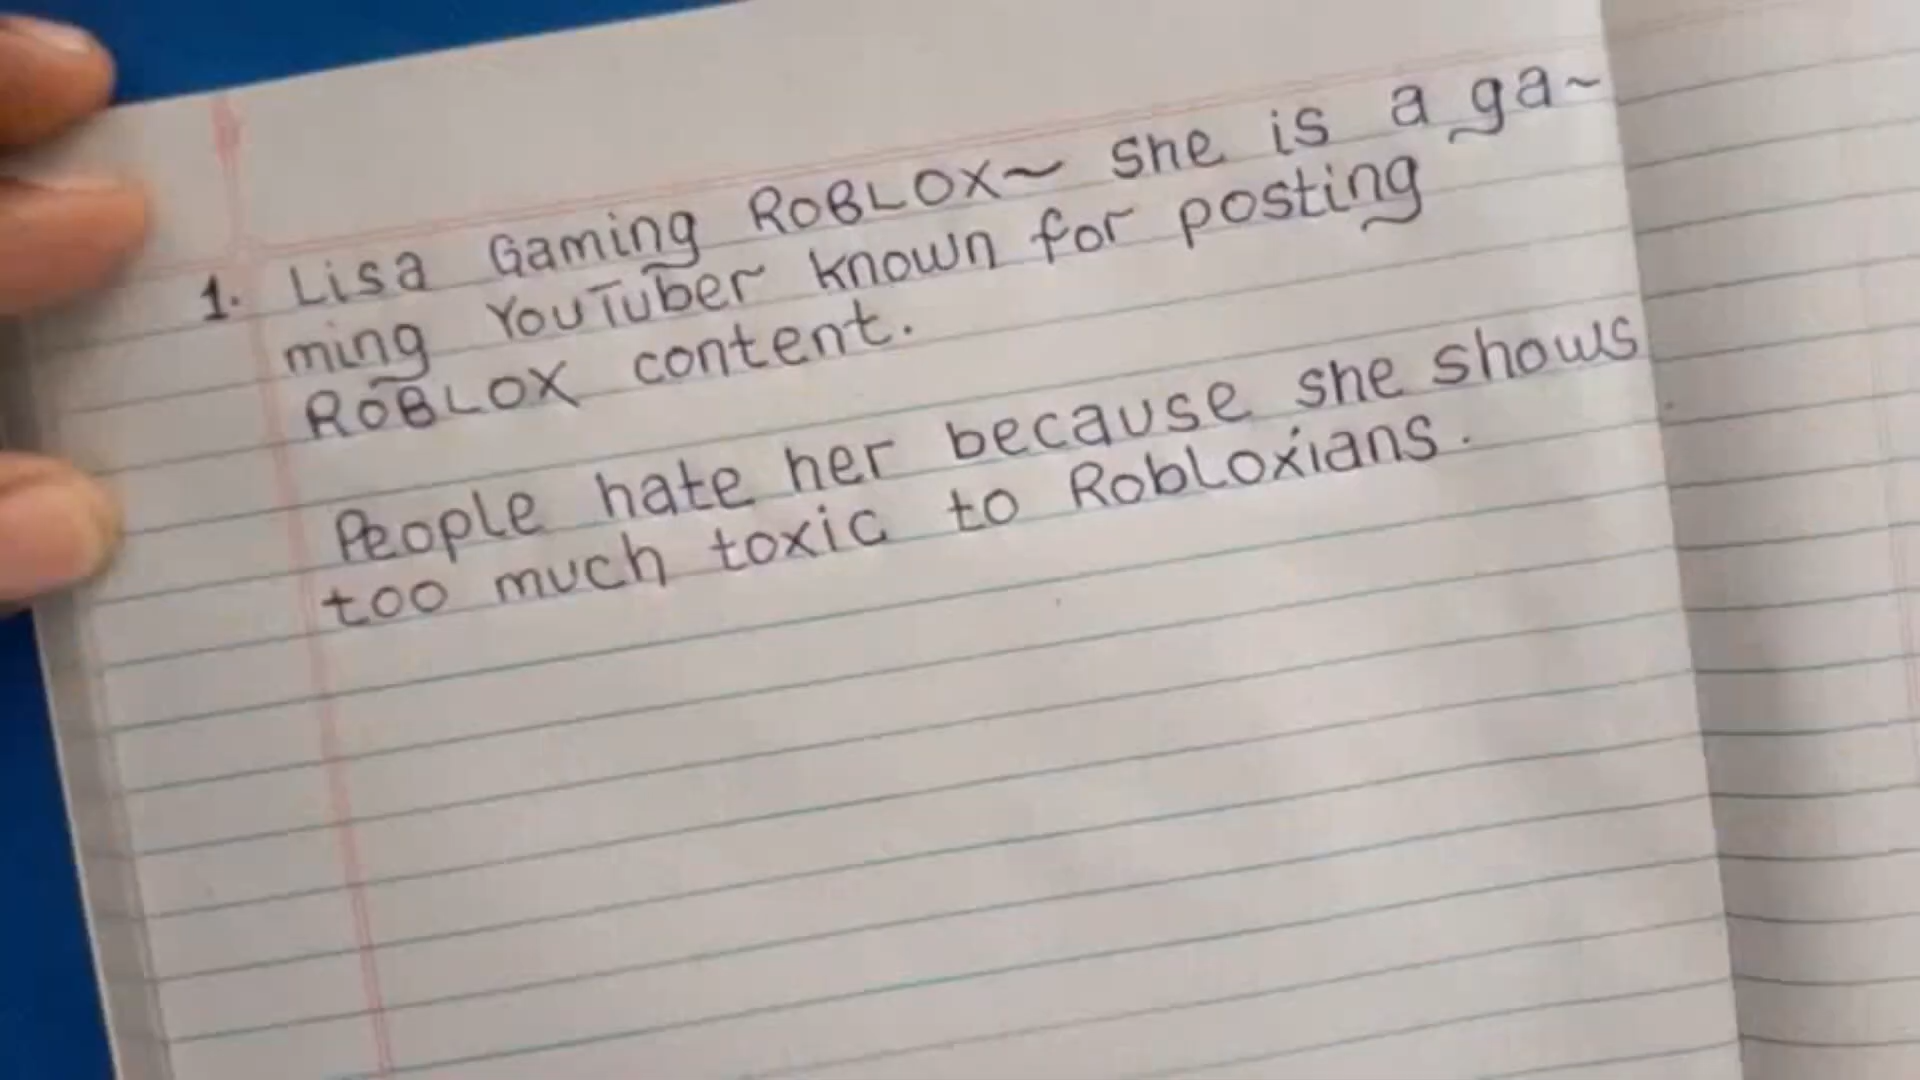 1. Lisa Gaming ROBLOX~ she is a ga~
ming YouTuber known for posting
ROBLOX content.
People hate her because she shows
too much toxic to Robloxians.